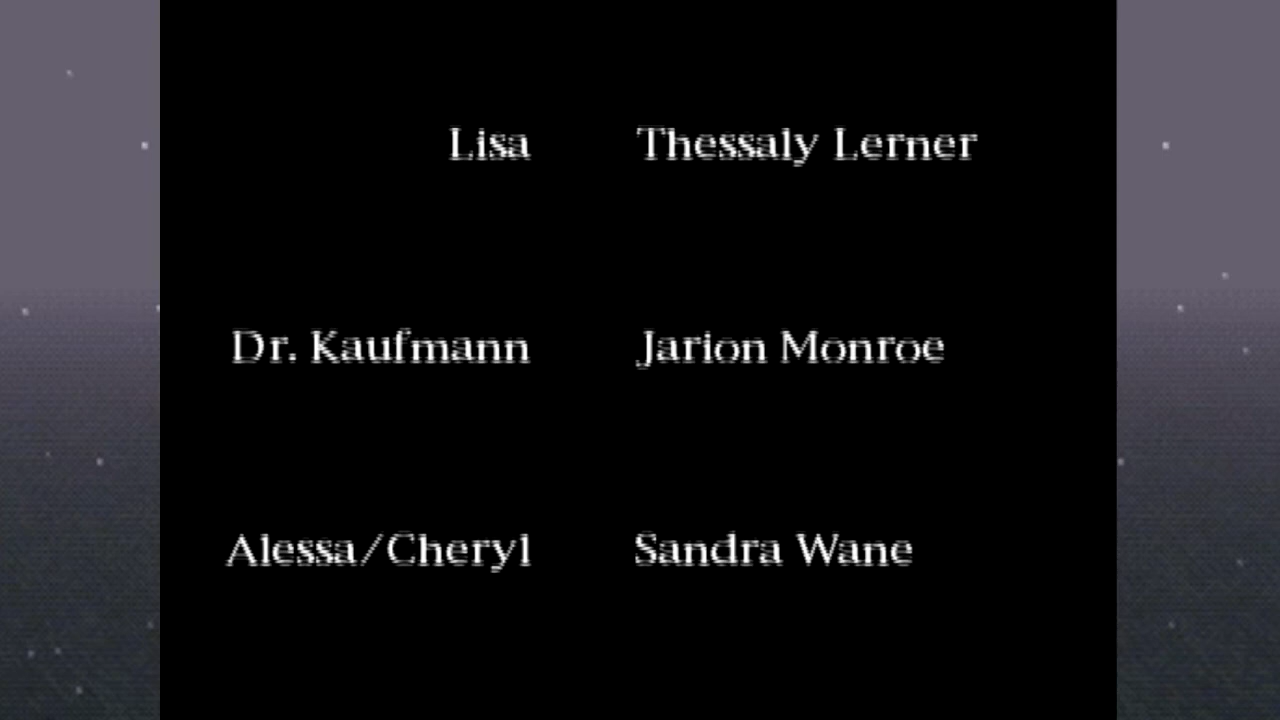 Lisa Thessaly Lerner
Dr. Kaufmann Jarion Monroe
Alessa/Cheryl Sandra Wane